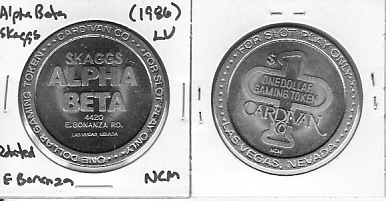 Alpha Beta
Skaggs
(1986)
LV
CARDIVAN CO.
FOR SLOT PLAY ONLY
ONE DOLLAR GAMING TOKEN
SKAGGS
ALPHA
BETA
4420
E. BONANZA RD.
LAS VEGAS, NEVADA
E Bonanza
NCM
FOR SLOT PLAY ONLY
$1
ONE DOLLAR
GAMING TOKEN
CARDIVAN
CO.
NCM
LAS VEGAS, NEVADA